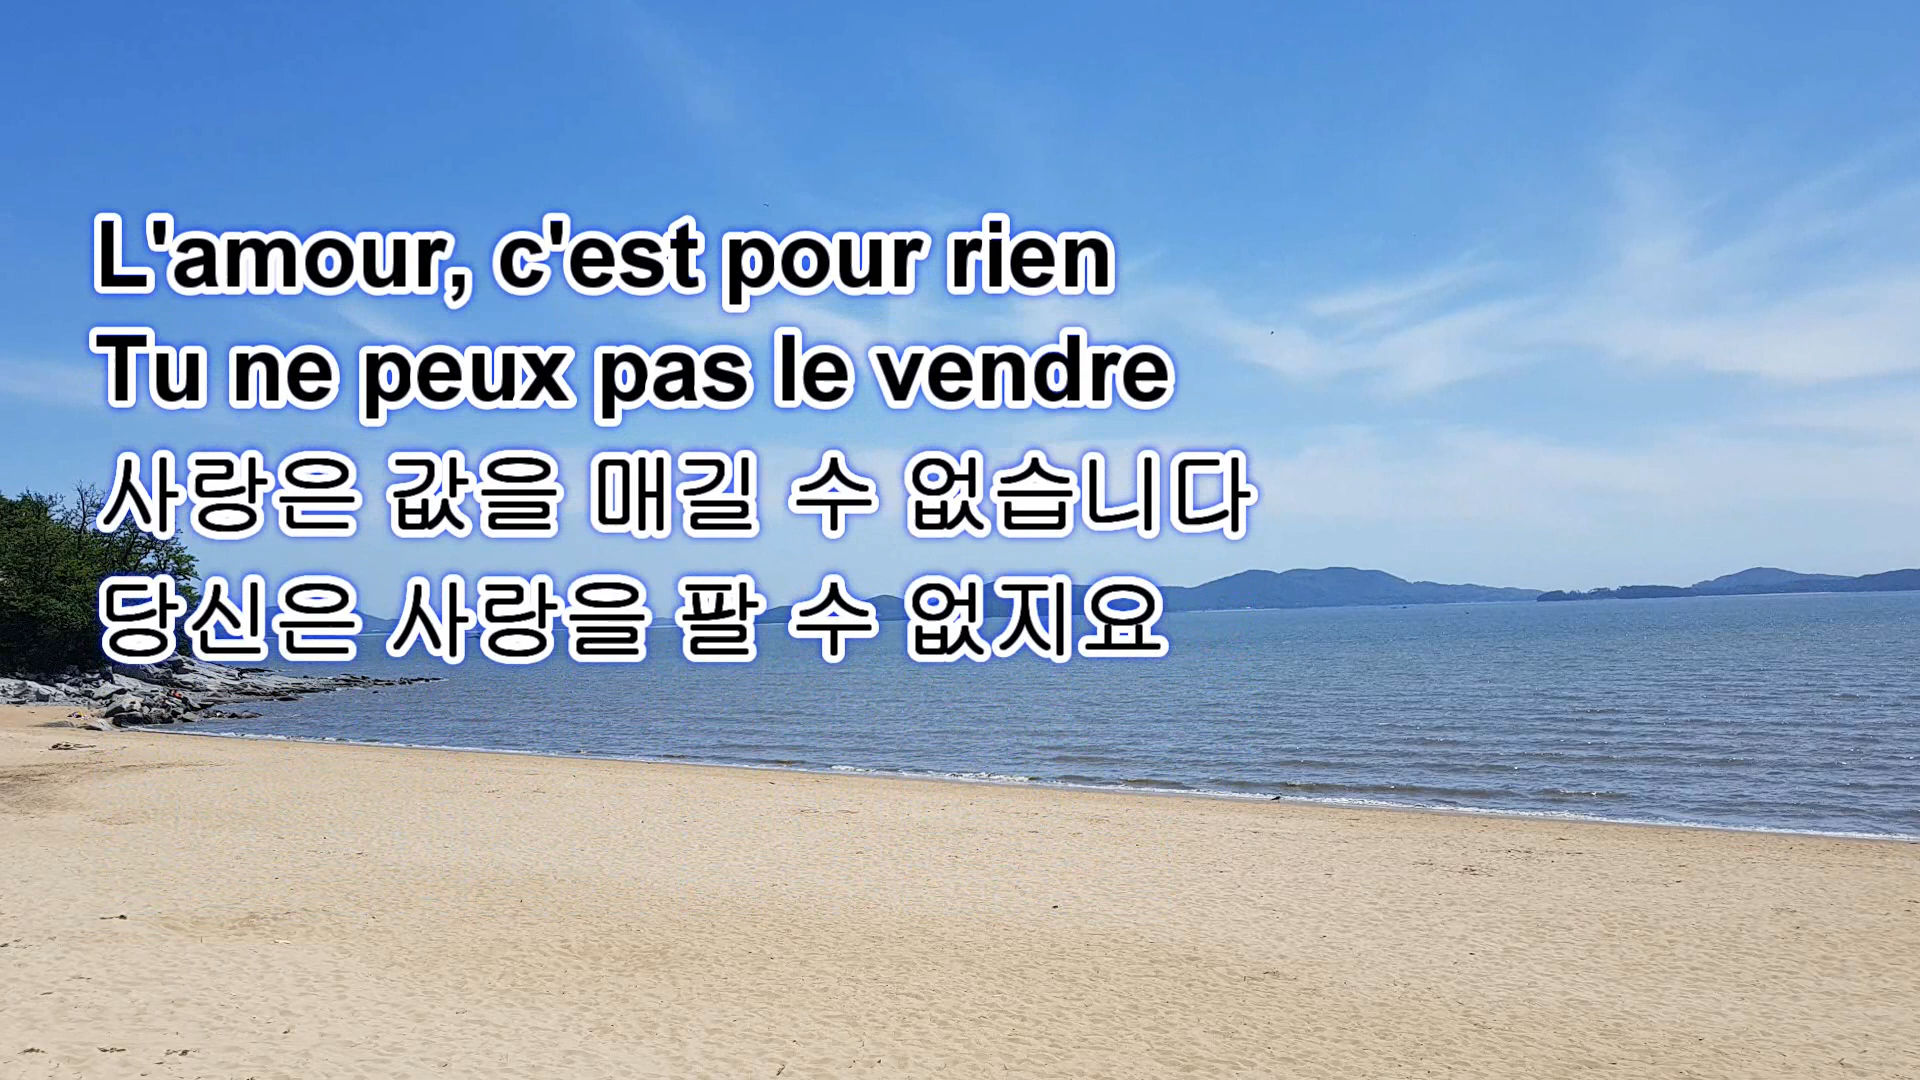 L'amour, c'est pour rien
Tu ne peux pas le vendre
사랑은 값을 매길 수 없습니다
당신은 사랑을 팔 수 없지요